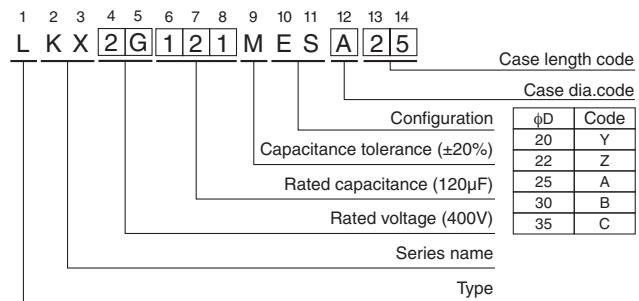 1 2 3 4 5 6 7 8 9 10 11 12 13 14
L K X 2 G 1 2 1 M E S A 2 5
Case length code
Case dia.code
Configuration
Capacitance tolerance (±20%)
Rated capacitance (120µF)
Rated voltage (400V)
Series name
Type
ϕD Code
20 Y
22 Z
25 A
30 B
35 C